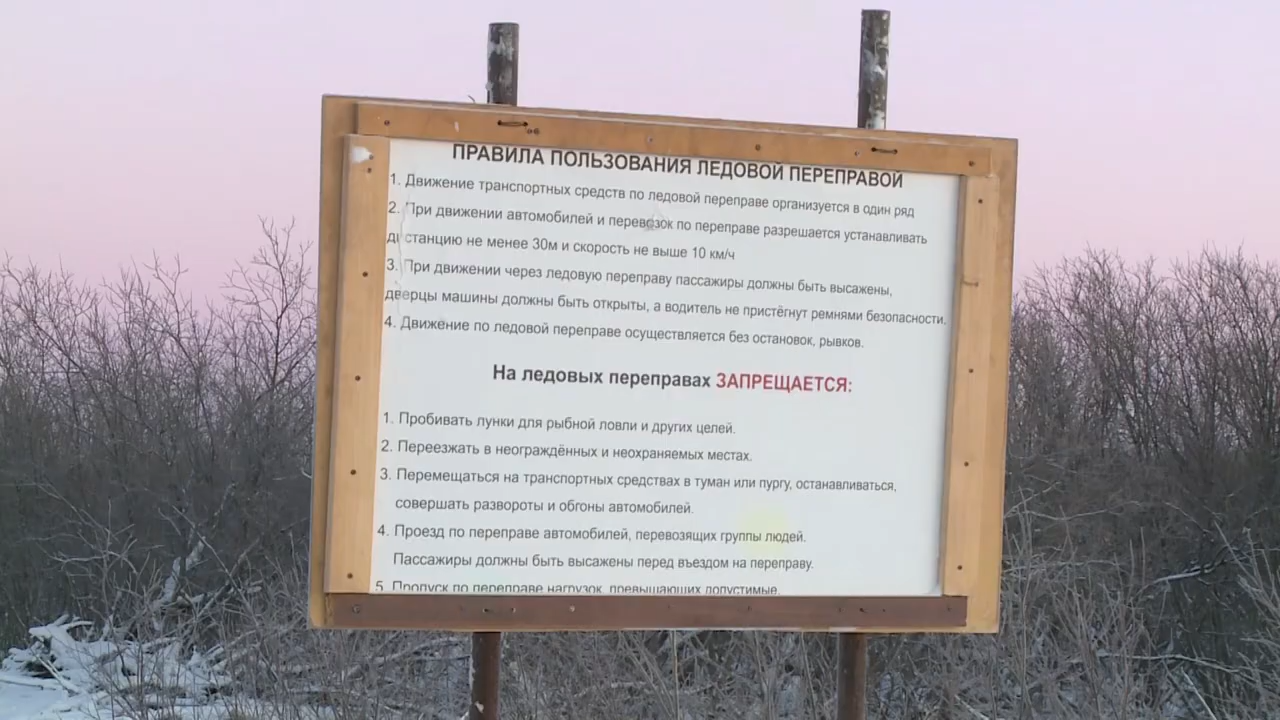 ПРАВИЛА ПОЛЬЗОВАНИЯ ЛЕДОВОЙ ПЕРЕПРАВОЙ
1. Движение транспортных средств по ледовой переправе организуется в один ряд
2. При движении автомобилей и перевозок по переправе разрешается устанавливать
дистанцию не менее 30м и скорость не выше 10 км/ч
3. При движении через ледовую переправу пассажиры должны быть высажены,
дверцы машины должны быть открыты, а водитель не пристёгнут ремнями безопасности.
4. Движение по ледовой переправе осуществляется без остановок, рывков.
На ледовых переправах ЗАПРЕЩАЕТСЯ:
1. Пробивать лунки для рыбной ловли и других целей.
2. Переезжать в неограждённых и неохраняемых местах.
3. Перемещаться на транспортных средствах в туман или пургу, останавливаться,
совершать развороты и обгоны автомобилей.
4. Проезд по переправе автомобилей, перевозящих группы людей.
Пассажиры должны быть высажены перед въездом на переправу.
5. Пропуск по переправе нагрузок, превышающих допустимые.